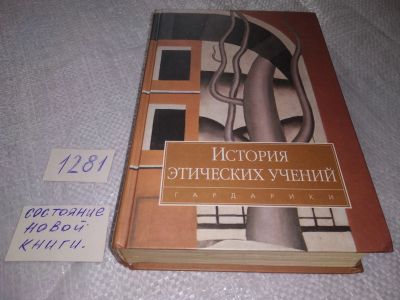 1281
состояние
новой
книги.
История
этических учений
ГАРДАРИКИ